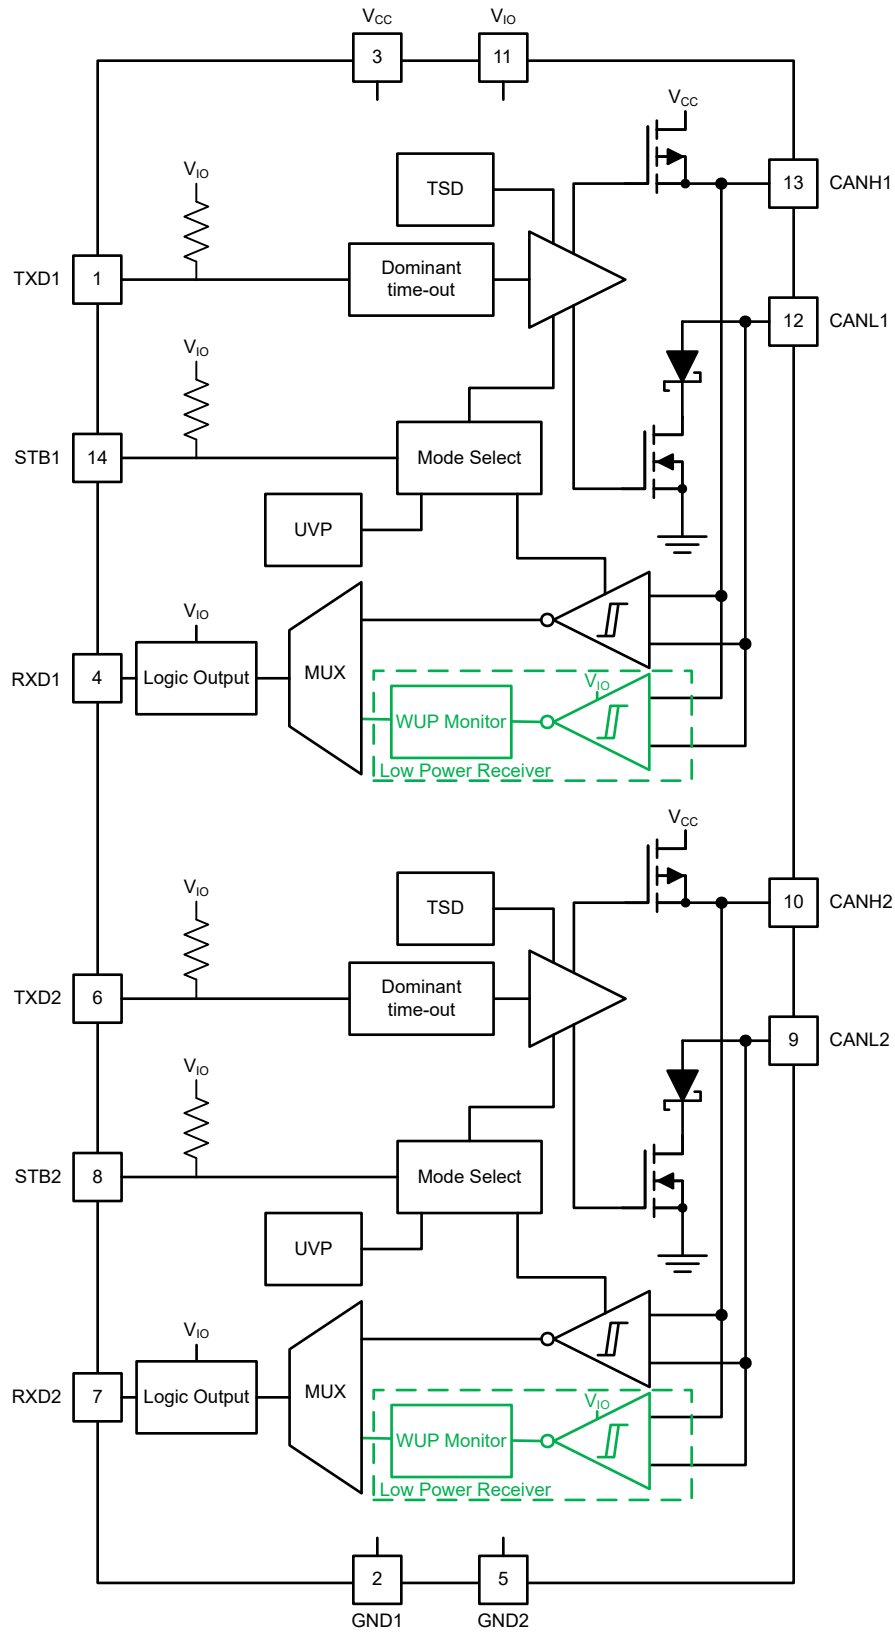 VCC
VIO
3
11
VCC
TSD
VIO
13
CANH1
TXD1
1
Dominant
time-out
12
CANL1
VIO
STB1
14
Mode Select
UVP
VIO
RXD1
4
Logic Output
MUX
VIO
WUP Monitor
Low Power Receiver
VCC
TSD
VIO
10
CANH2
TXD2
6
Dominant
time-out
9
CANL2
VIO
STB2
8
Mode Select
UVP
VIO
RXD2
7
Logic Output
MUX
VIO
WUP Monitor
Low Power Receiver
2
5
GND1
GND2